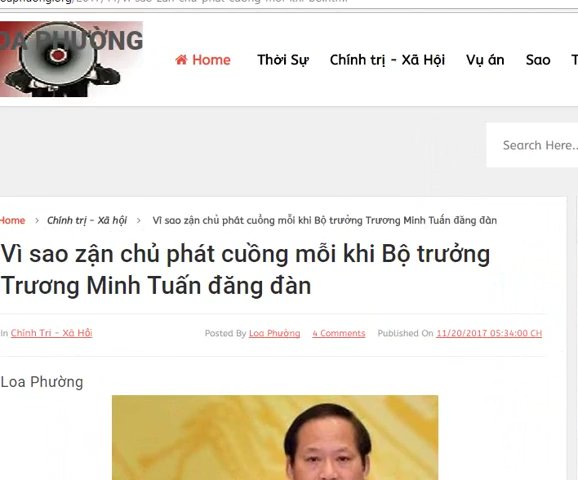 OA PHƯỜNG
Home Thời Sự Chính trị - Xã Hội Vụ án Sao T
Search Here..
Home > Chính trị - Xã hội > Vì sao zận chủ phát cuồng mỗi khi Bộ trưởng Trương Minh Tuấn đăng đàn
Vì sao zận chủ phát cuồng mỗi khi Bộ trưởng
Trương Minh Tuấn đăng đàn
In Chính Trị - Xã Hội Posted By Loa Phường 4 Comments Published On 11/20/2017 05:34:00 CH
Loa Phường